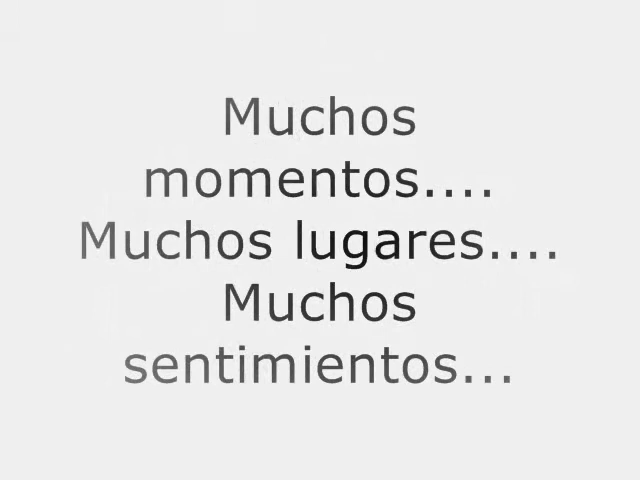 Muchos
momentos....
Muchos lugares....
Muchos
sentimientos...